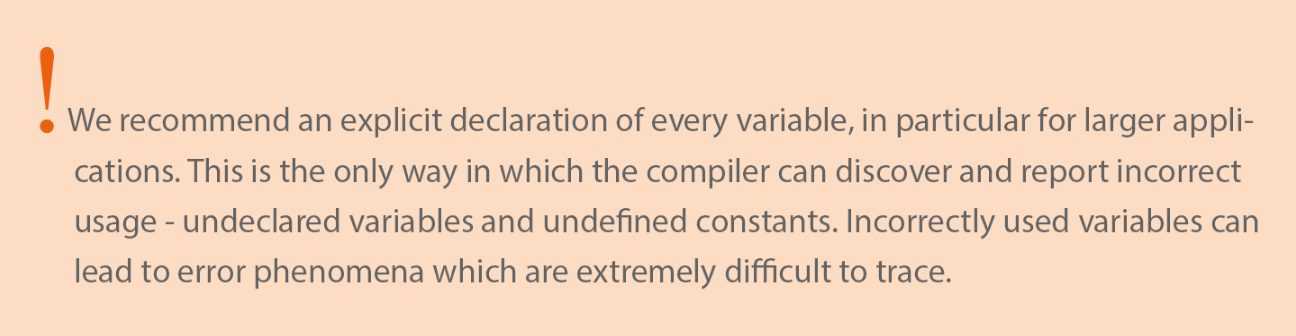 ! We recommend an explicit declaration of every variable, in particular for larger appli-
cations. This is the only way in which the compiler can discover and report incorrect
usage - undeclared variables and undefined constants. Incorrectly used variables can
lead to error phenomena which are extremely difficult to trace.